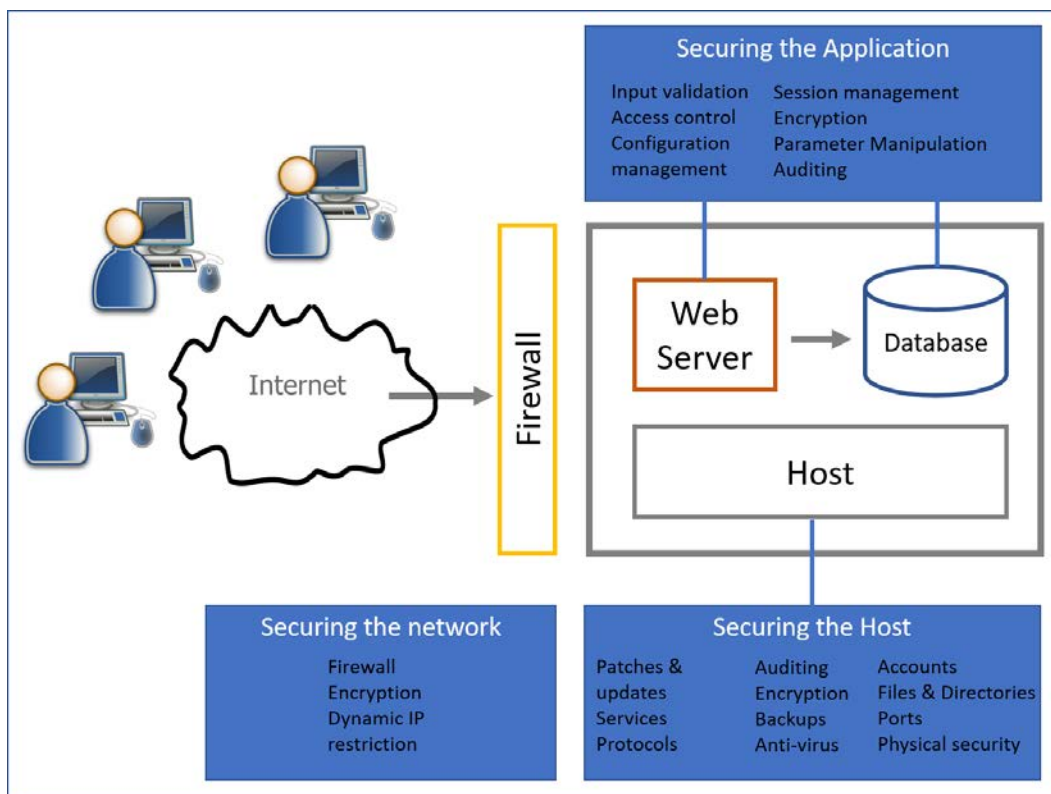 Securing the Application
Input validation
Access control
Configuration
management
Session management
Encryption
Parameter Manipulation
Auditing
Internet
Firewall
Web
Server
Database
Host
Securing the network
Firewall
Encryption
Dynamic IP
restriction
Securing the Host
Patches &
updates
Services
Protocols
Auditing
Encryption
Backups
Anti-virus
Accounts
Files & Directories
Ports
Physical security